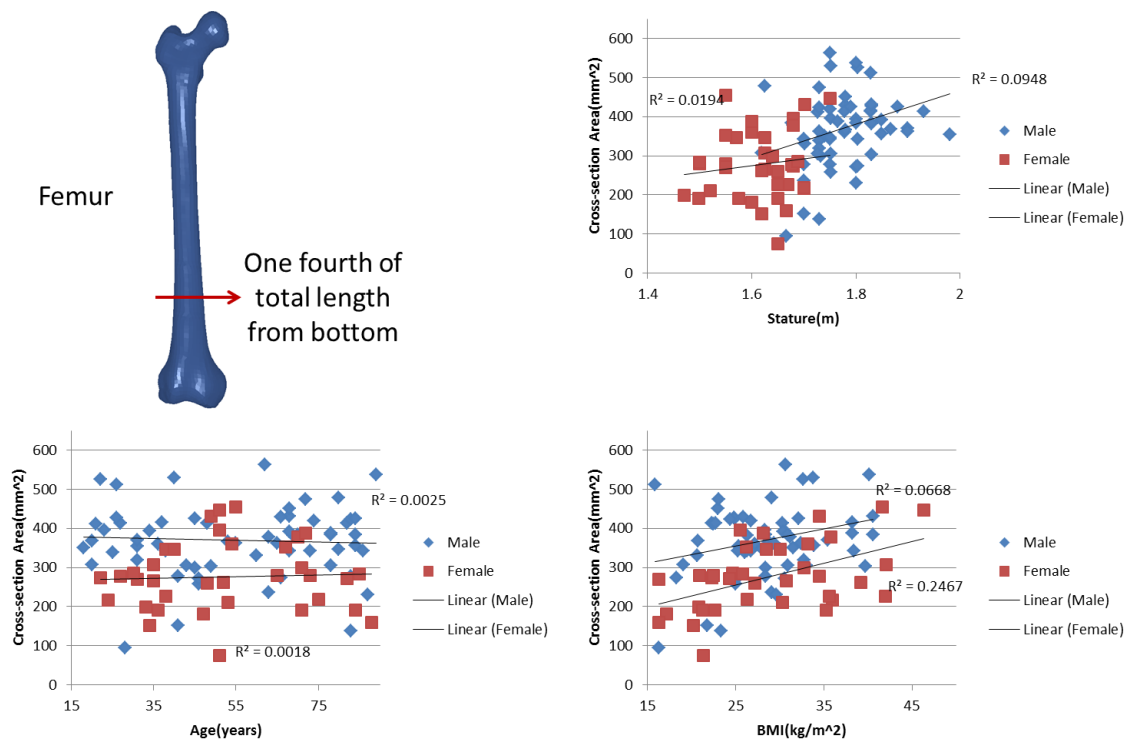 Femur
One fourth of
total length
from bottom
Cross-section Area(mm^2)
600
500
400
300
200
100
0
R² = 0.0194
R² = 0.0948
1.4
1.6
1.8
2
Stature(m)
Male
Female
Linear (Male)
Linear (Female)
Cross-section Area(mm^2)
600
500
400
300
200
100
0
R² = 0.0025
R² = 0.0018
15
35
55
75
Age(years)
Male
Female
Linear (Male)
Linear (Female)
Cross-section Area(mm^2)
600
500
400
300
200
100
0
R² = 0.0668
R² = 0.2467
15
25
35
45
BMI(kg/m^2)
Male
Female
Linear (Male)
Linear (Female)